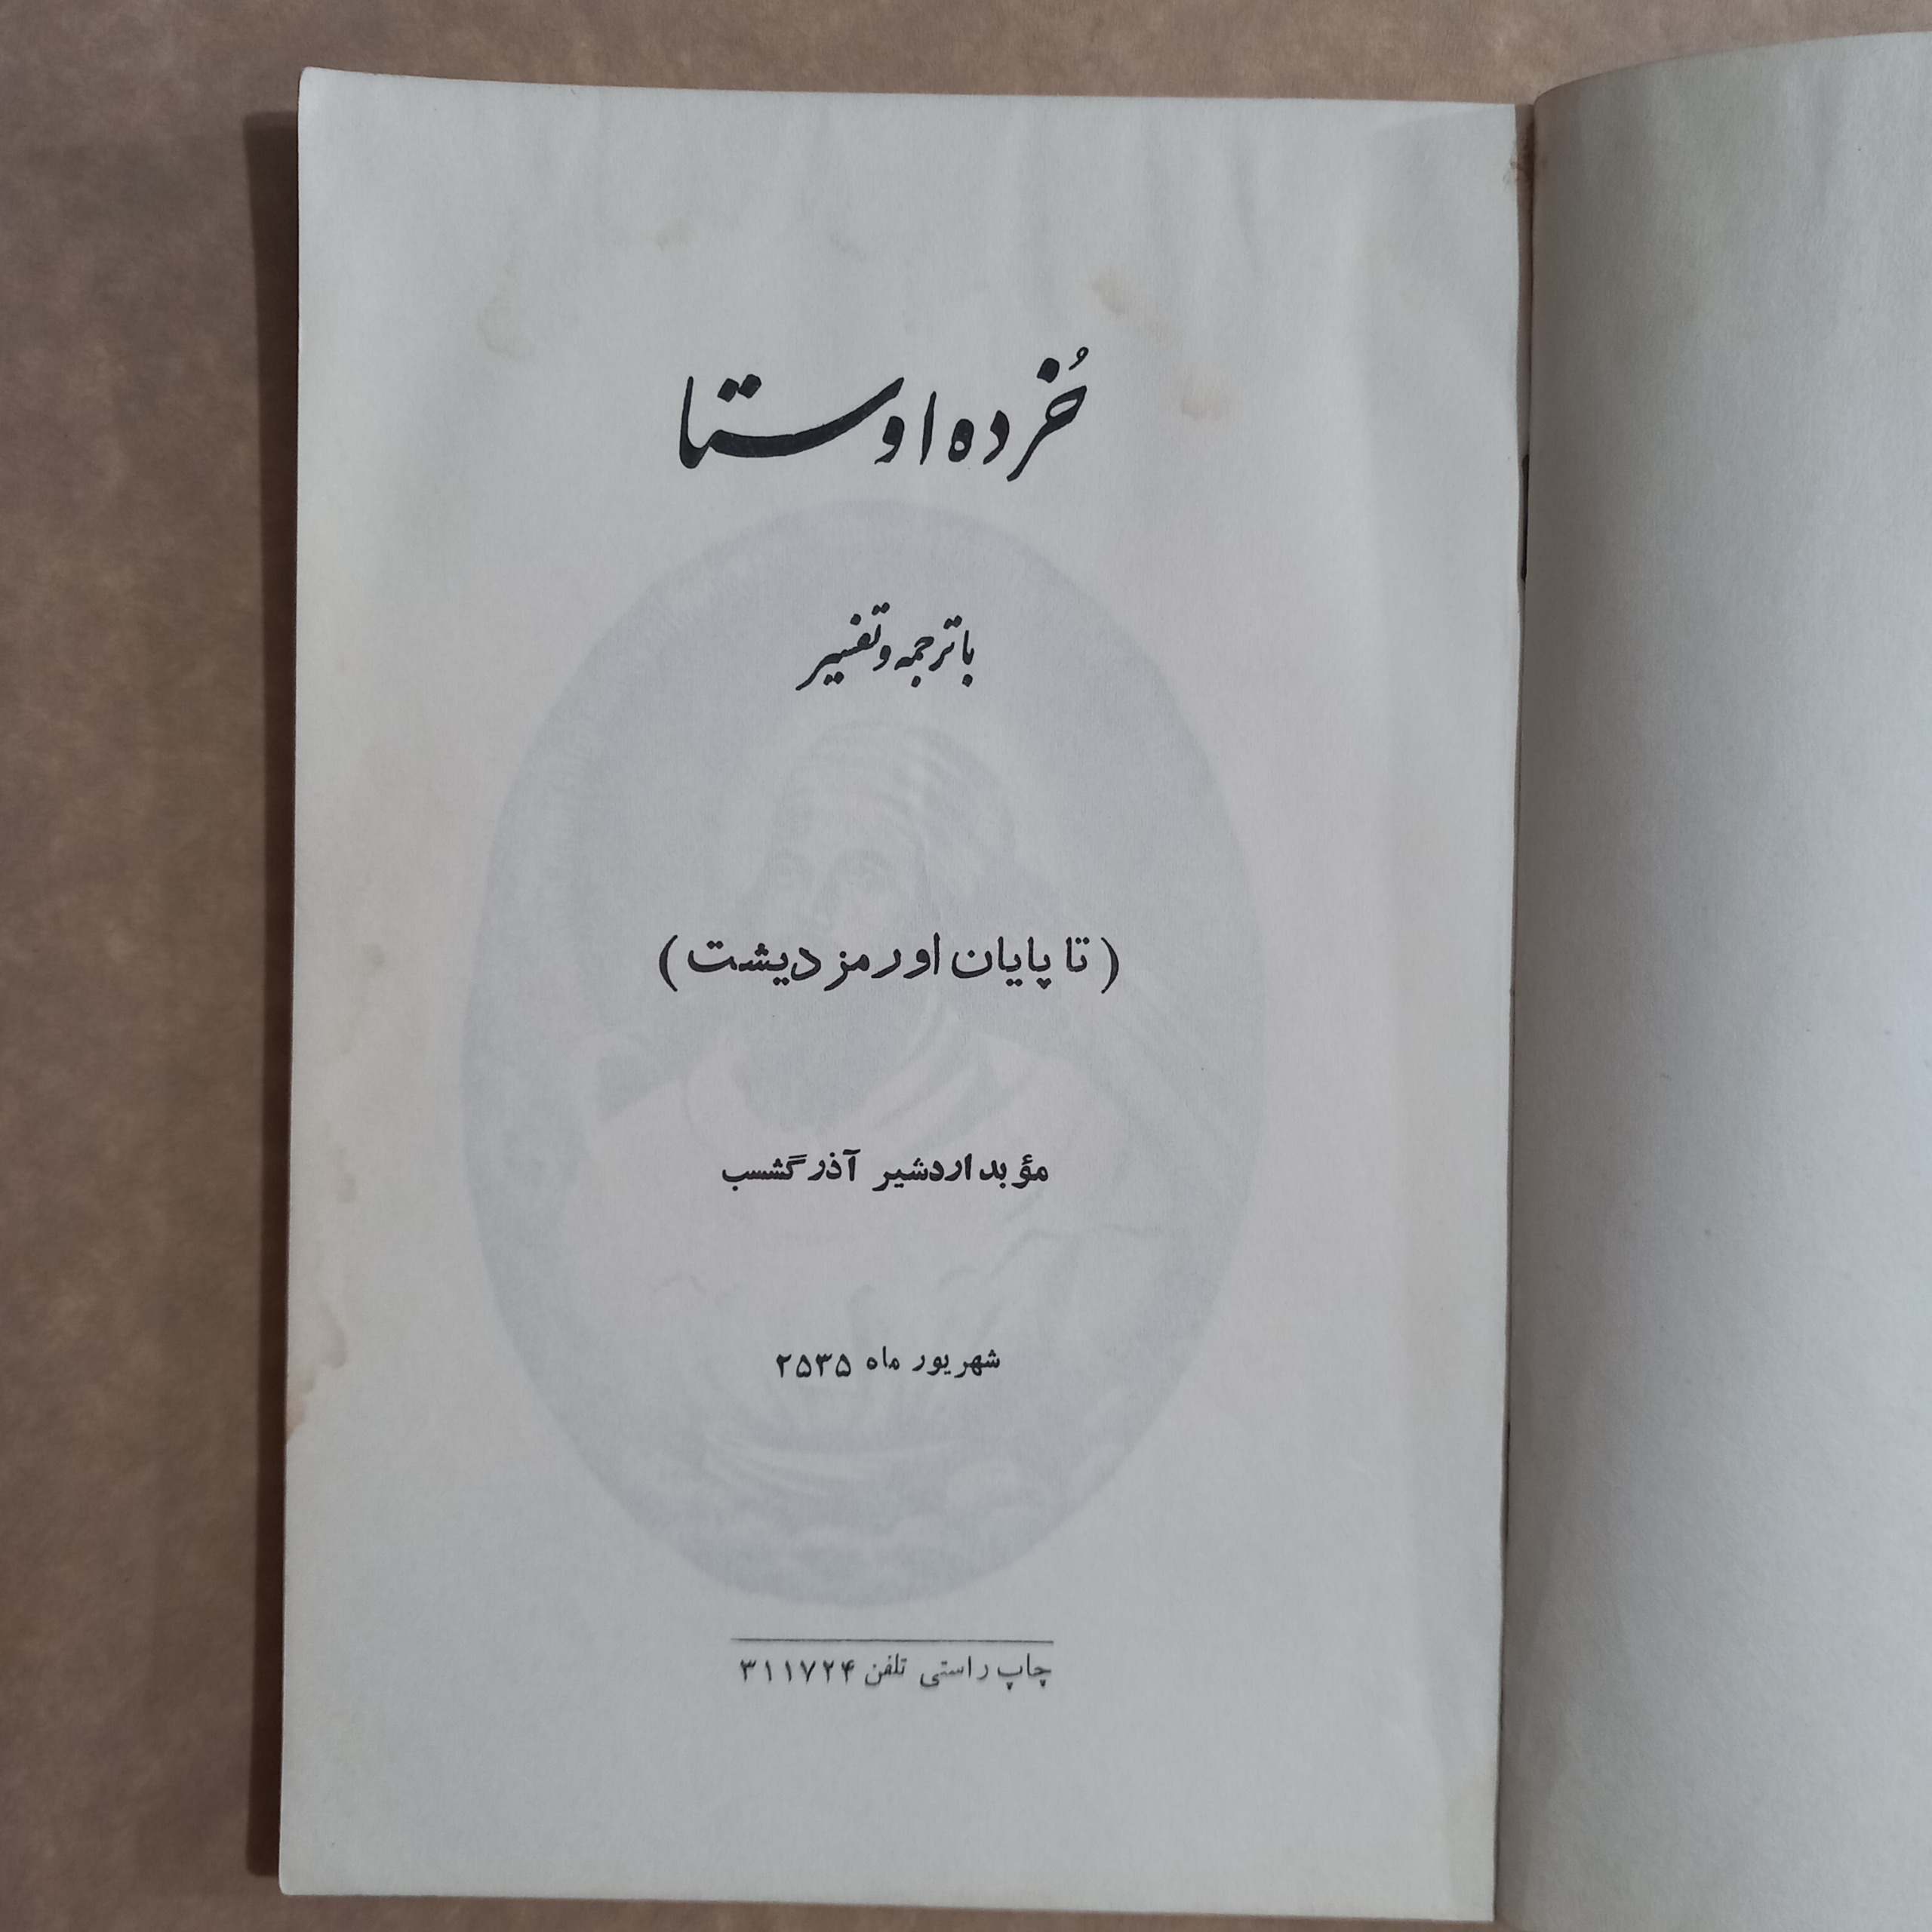 خُرده اوستا
با ترجمه و تفسیر
( تا پایان اورمزدیشت )
مؤبد اردشیر آذرگشسب
شهریور ماه ۲۵۳۵
چاپ راستی تلفن ۳۱۱۷۲۴